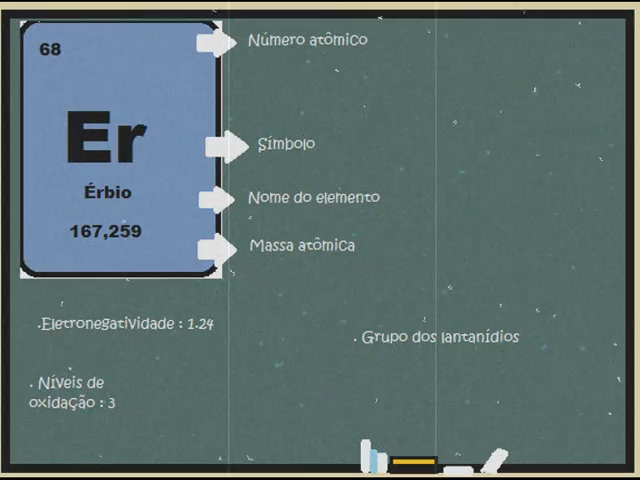 68
Número atômico
Er
Símbolo
Érbio
Nome do elemento
167,259
Massa atômica
.Eletronegatividade : 1.24
. Grupo dos lantanídios
. Níveis de
oxidação : 3